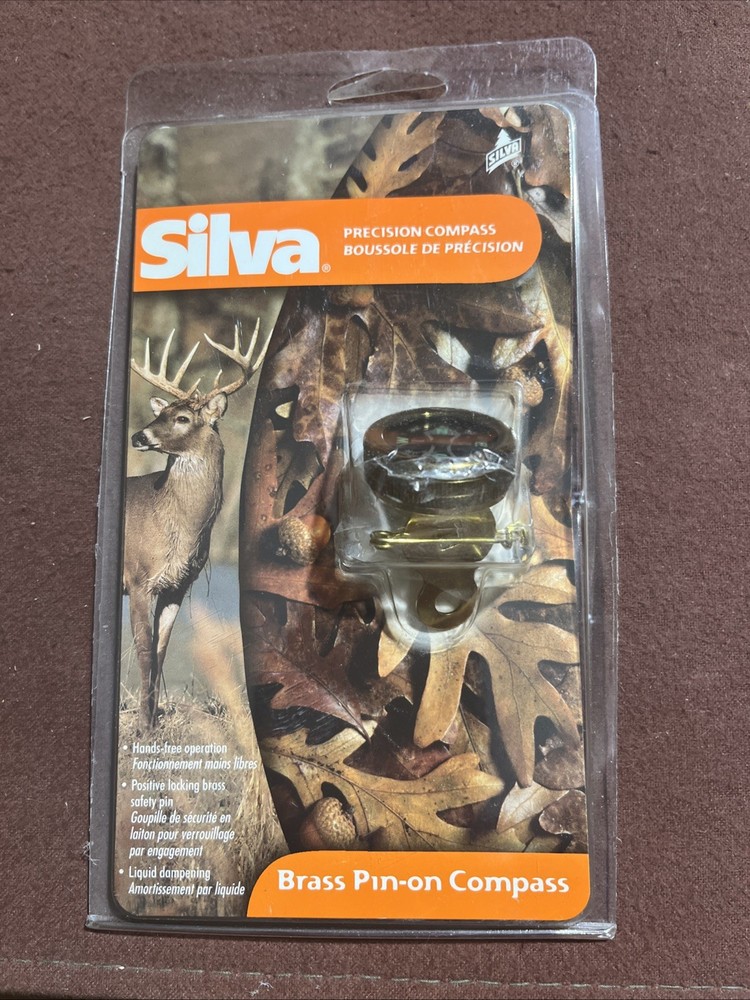 SILVA
Silva®
PRECISION COMPASS
BOUSSOLE DE PRÉCISION
• Hands-free operation
Fonctionnement mains libres
• Positive locking brass
safety pin
Goupille de sécurité en
laiton pour verrouillage
par engagement
• Liquid dampening
Amortissement par liquide
Brass Pin-on Compass